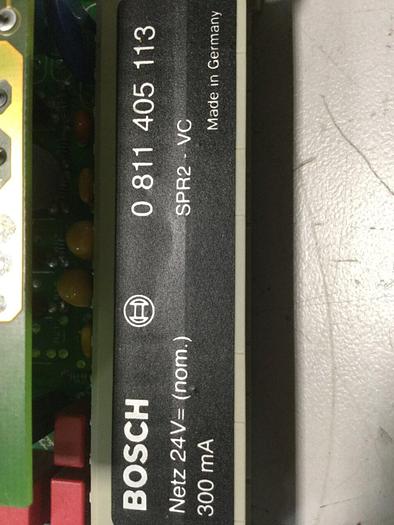 BOSCH 0 811 405 113
Netz 24V= (nom.) SPR2 - VC
300 mA Made in Germany